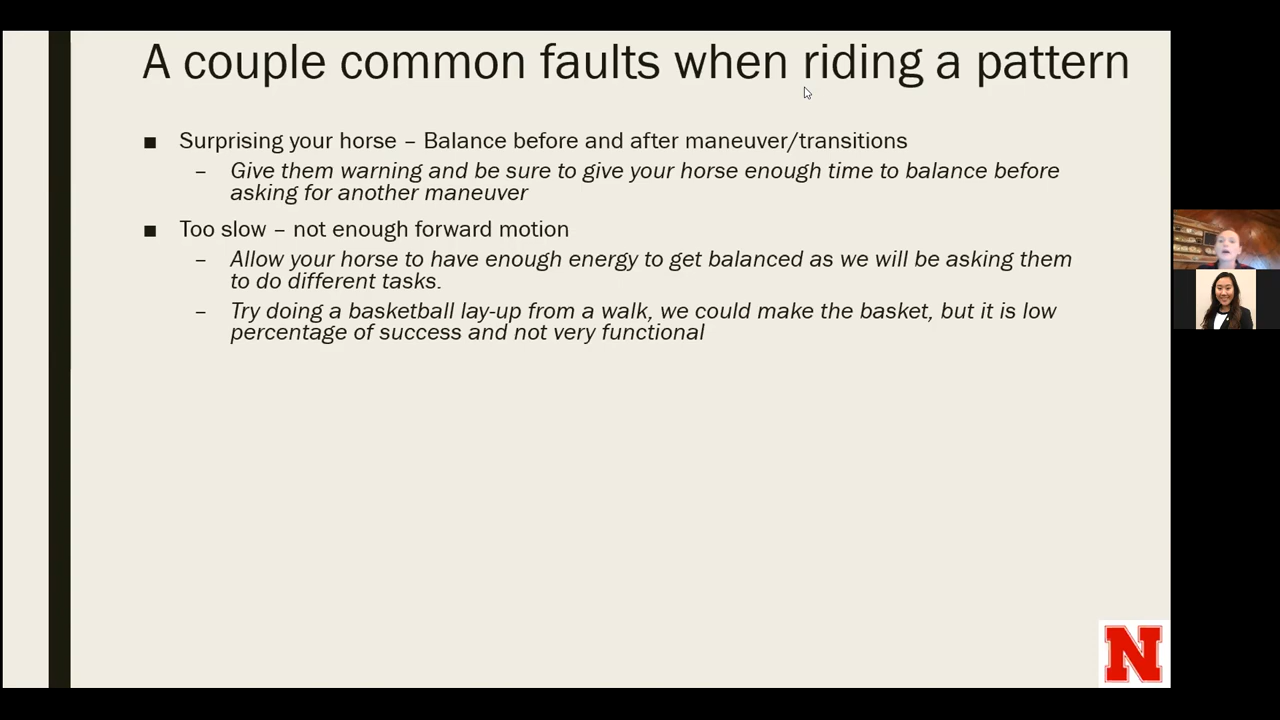 A couple common faults when riding a pattern
■ Surprising your horse – Balance before and after maneuver/transitions
– Give them warning and be sure to give your horse enough time to balance before
asking for another maneuver
■ Too slow – not enough forward motion
– Allow your horse to have enough energy to get balanced as we will be asking them
to do different tasks.
– Try doing a basketball lay-up from a walk, we could make the basket, but it is low
percentage of success and not very functional
N